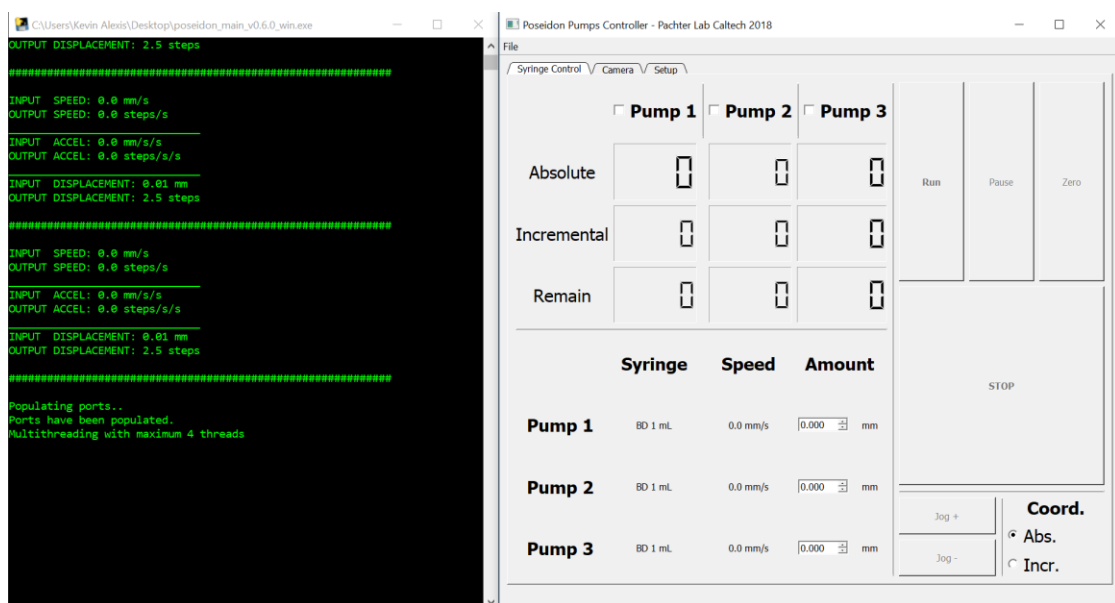 C:\Users\Kevin Alexis\Desktop\poseidon_main_v0.6.0_win.exe
OUTPUT DISPLACEMENT: 2.5 steps
############################################################
INPUT  SPEED: 0.0 mm/s
OUTPUT SPEED: 0.0 steps/s
______________________________
INPUT  ACCEL: 0.0 mm/s/s
OUTPUT ACCEL: 0.0 steps/s/s
______________________________
INPUT  DISPLACEMENT: 0.01 mm
OUTPUT DISPLACEMENT: 2.5 steps
############################################################
INPUT  SPEED: 0.0 mm/s
OUTPUT SPEED: 0.0 steps/s
______________________________
INPUT  ACCEL: 0.0 mm/s/s
OUTPUT ACCEL: 0.0 steps/s/s
______________________________
INPUT  DISPLACEMENT: 0.01 mm
OUTPUT DISPLACEMENT: 2.5 steps
############################################################
Populating ports..
Ports have been populated.
Multithreading with maximum 4 threads
Poseidon Pumps Controller - Pachter Lab Caltech 2018
File
Syringe Control Camera Setup
Pump 1 Pump 2 Pump 3
Absolute 0 0 0
Incremental 0 0 0
Remain 0 0 0
Syringe Speed Amount
Pump 1 BD 1 mL 0.0 mm/s 0.000 mm
Pump 2 BD 1 mL 0.0 mm/s 0.000 mm
Pump 3 BD 1 mL 0.0 mm/s 0.000 mm
Run Pause Zero
STOP
Jog +
Jog -
Coord.
Abs.
Incr.